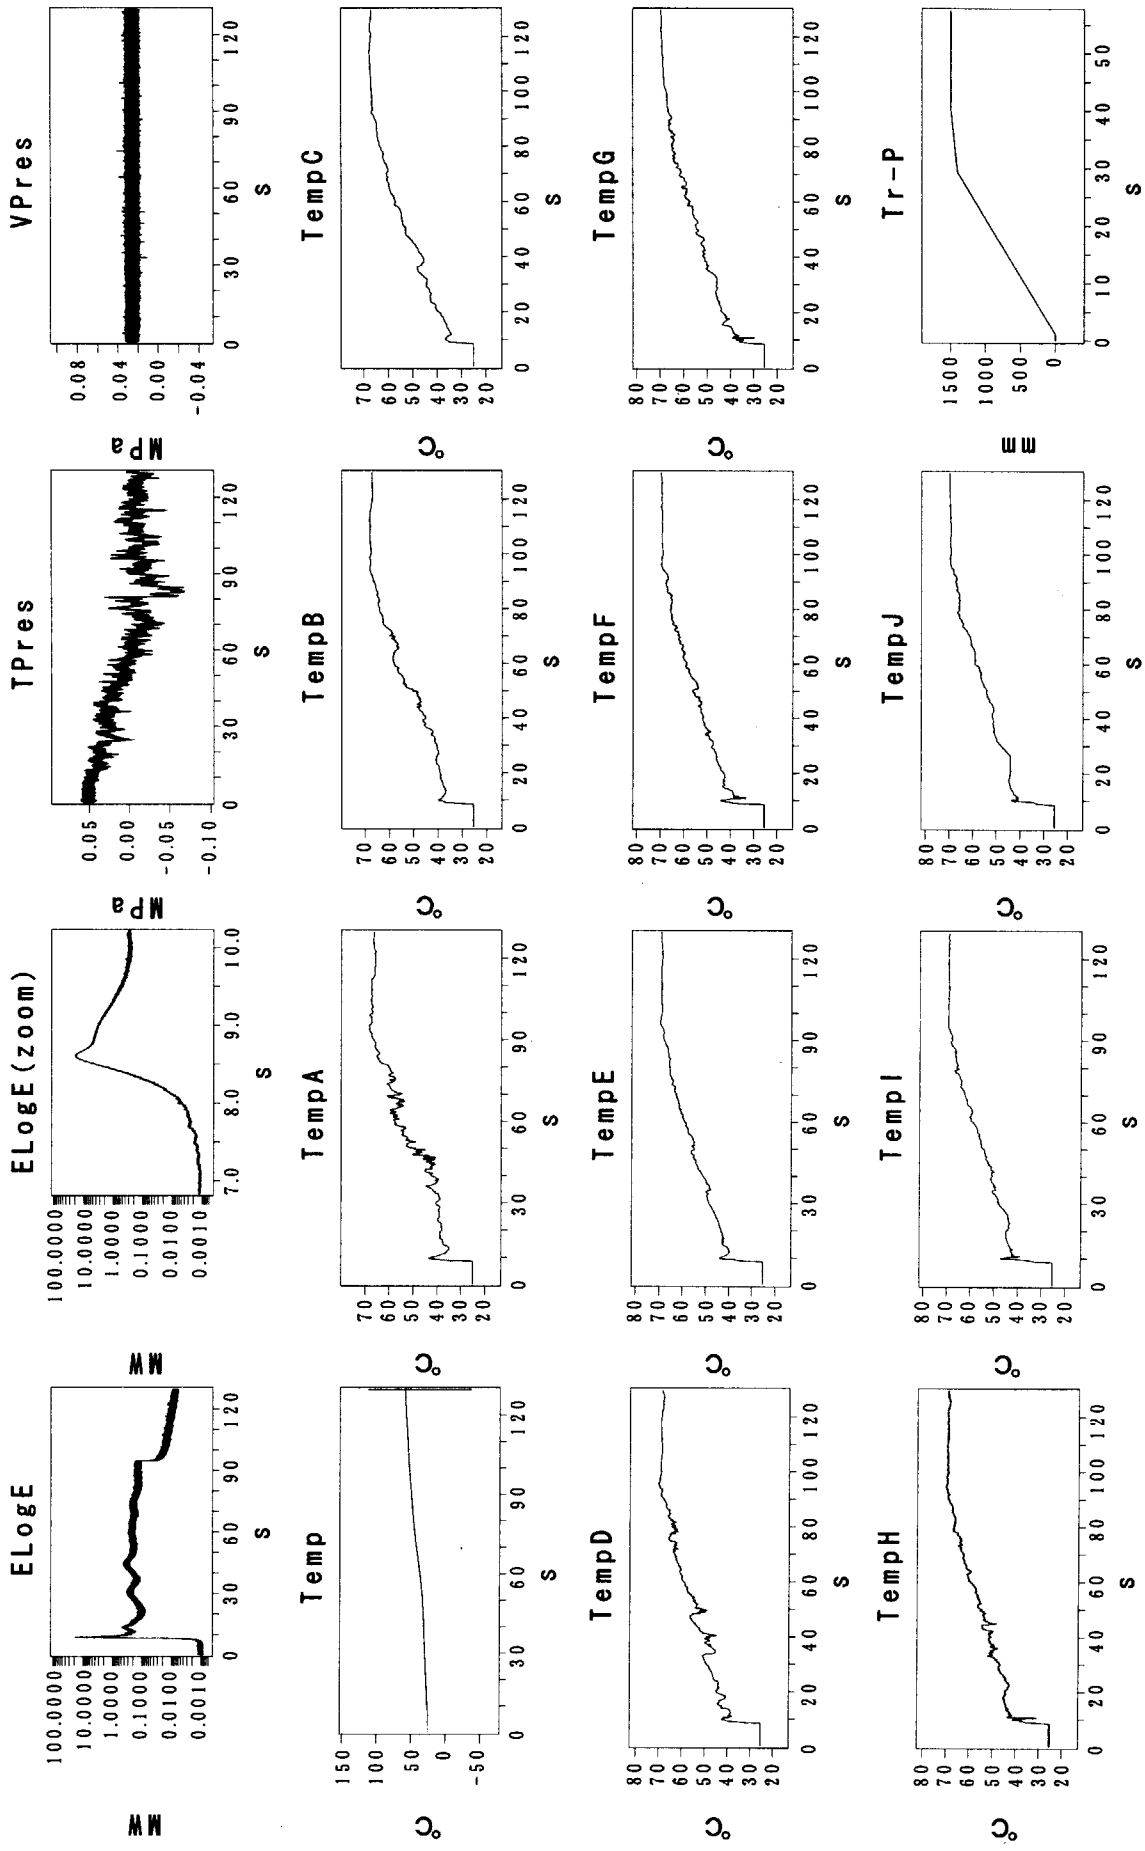 ELogE
MW
100.0000
10.0000
1.0000
0.1000
0.0100
0.0010
0 30 60 90 120
S
ELogE(zoom)
MW
100.0000
10.0000
1.0000
0.1000
0.0100
0.0010
7.0 8.0 9.0 10.0
S
TPres
MPa
0.05
0.00
-0.05
-0.10
0 30 60 90 120
S
VPres
MPa
0.08
0.04
0.00
-0.04
0 30 60 90 120
S
Temp
°C
150
100
50
0
-50
0 30 60 90 120
S
TempA
°C
70
60
50
40
30
20
0 30 60 90 120
S
TempB
°C
70
60
50
40
30
20
0 20 40 60 80 100 120
S
TempC
°C
70
60
50
40
30
20
0 20 40 60 80 100 120
S
TempD
°C
80
70
60
50
40
30
20
0 20 40 60 80 100 120
S
TempE
°C
80
70
60
50
40
30
20
0 30 60 90 120
S
TempF
°C
80
70
60
50
40
30
20
0 20 40 60 80 100 120
S
TempG
°C
80
70
60
50
40
30
20
0 20 40 60 80 100 120
S
TempH
°C
80
70
60
50
40
30
20
0 20 40 60 80 100 120
S
TempI
°C
80
70
60
50
40
30
20
0 30 60 90 120
S
TempJ
°C
80
70
60
50
40
30
20
0 20 40 60 80 100 120
S
Tr-P
mm
1500
1000
500
0
0 10 20 30 40 50
S